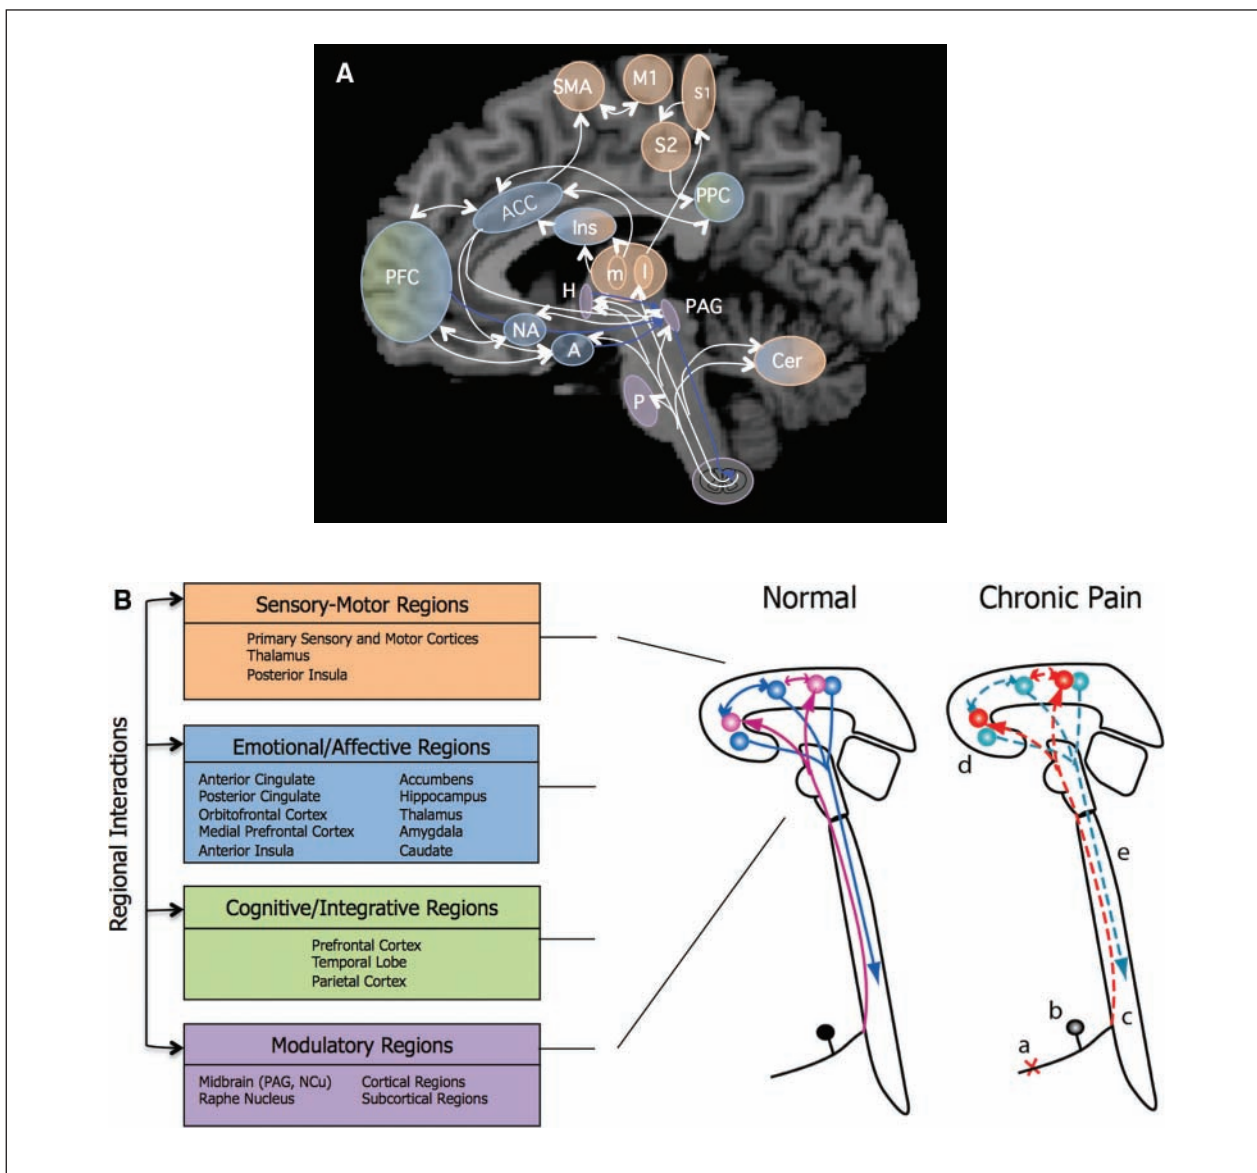 A
SMA
M1
S1
S2
PPC
ACC
Ins
PFC
m
l
H
PAG
NA
A
Cer
P
B
Normal
Chronic Pain
Regional Interactions
Sensory-Motor Regions
Primary Sensory and Motor Cortices
Thalamus
Posterior Insula
Emotional/Affective Regions
Anterior Cingulate
Posterior Cingulate
Orbitofrontal Cortex
Medial Prefrontal Cortex
Anterior Insula
Accumbens
Hippocampus
Thalamus
Amygdala
Caudate
Cognitive/Integrative Regions
Prefrontal Cortex
Temporal Lobe
Parietal Cortex
Modulatory Regions
Midbrain (PAG, NCu)
Raphe Nucleus
Cortical Regions
Subcortical Regions
d
e
b
c
a